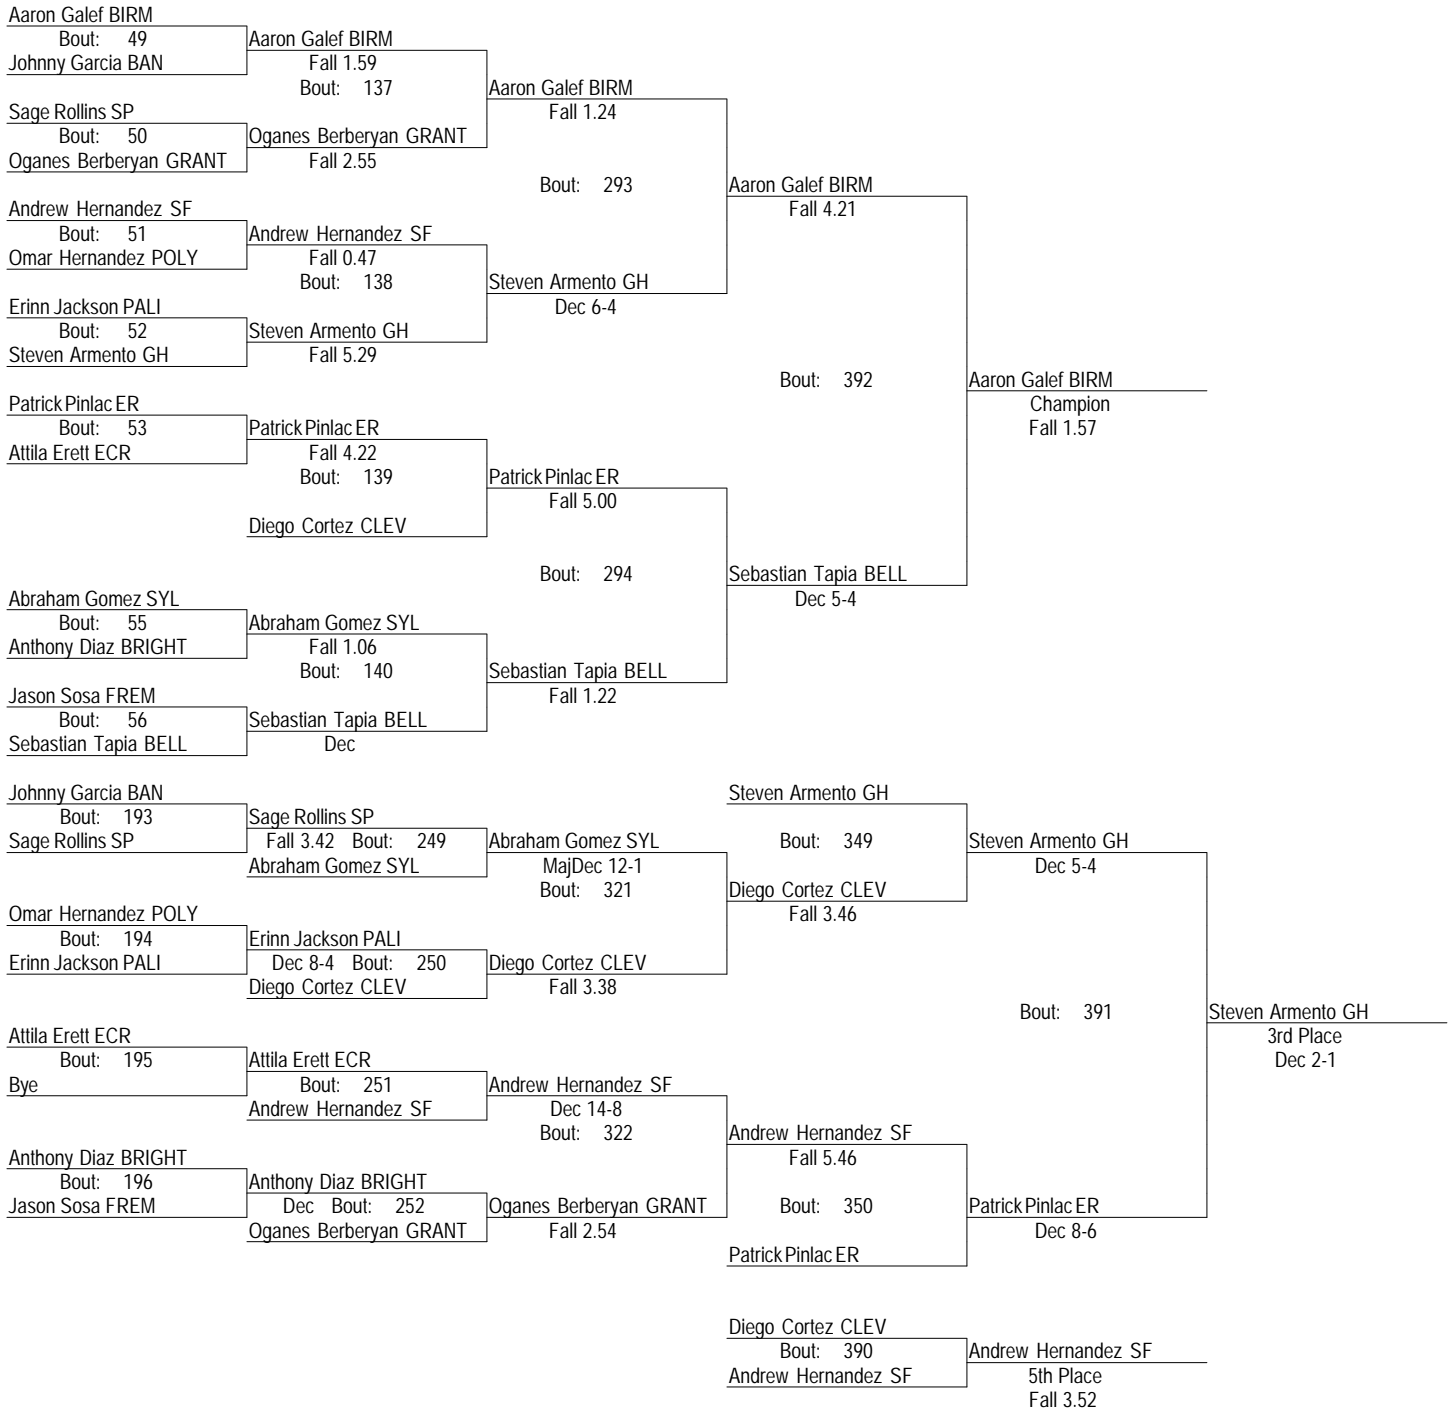 Aaron Galef BIRM
Bout: 49
Johnny Garcia BAN
Aaron Galef BIRM
Fall 1.59
Bout: 137
Sage Rollins SP
Bout: 50
Oganes Berberyan GRANT
Oganes Berberyan GRANT
Fall 2.55
Aaron Galef BIRM
Fall 1.24
Bout: 293
Andrew Hernandez SF
Bout: 51
Omar Hernandez POLY
Andrew Hernandez SF
Fall 0.47
Bout: 138
Erinn Jackson PALI
Bout: 52
Steven Armento GH
Steven Armento GH
Fall 5.29
Steven Armento GH
Dec 6-4
Aaron Galef BIRM
Fall 4.21
Bout: 392
Aaron Galef BIRM
Champion
Fall 1.57
Patrick Pinlac ER
Bout: 53
Attila Erett ECR
Patrick Pinlac ER
Fall 4.22
Bout: 139
Diego Cortez CLEV
Patrick Pinlac ER
Fall 5.00
Bout: 294
Abraham Gomez SYL
Bout: 55
Anthony Diaz BRIGHT
Abraham Gomez SYL
Fall 1.06
Bout: 140
Jason Sosa FREM
Bout: 56
Sebastian Tapia BELL
Sebastian Tapia BELL
Dec
Sebastian Tapia BELL
Fall 1.22
Sebastian Tapia BELL
Dec 5-4
Johnny Garcia BAN
Bout: 193
Sage Rollins SP
Sage Rollins SP
Fall 3.42 Bout: 249
Abraham Gomez SYL
Abraham Gomez SYL
MajDec 12-1
Bout: 321
Omar Hernandez POLY
Bout: 194
Erinn Jackson PALI
Erinn Jackson PALI
Dec 8-4 Bout: 250
Diego Cortez CLEV
Diego Cortez CLEV
Fall 3.38
Steven Armento GH
Bout: 349
Diego Cortez CLEV
Fall 3.46
Steven Armento GH
Dec 5-4
Bout: 391
Steven Armento GH
3rd Place
Dec 2-1
Attila Erett ECR
Bout: 195
Bye
Attila Erett ECR
Bout: 251
Andrew Hernandez SF
Andrew Hernandez SF
Dec 14-8
Bout: 322
Anthony Diaz BRIGHT
Bout: 196
Jason Sosa FREM
Anthony Diaz BRIGHT
Dec Bout: 252
Oganes Berberyan GRANT
Oganes Berberyan GRANT
Fall 2.54
Andrew Hernandez SF
Fall 5.46
Bout: 350
Patrick Pinlac ER
Patrick Pinlac ER
Dec 8-6
Diego Cortez CLEV
Bout: 390
Andrew Hernandez SF
Andrew Hernandez SF
5th Place
Fall 3.52